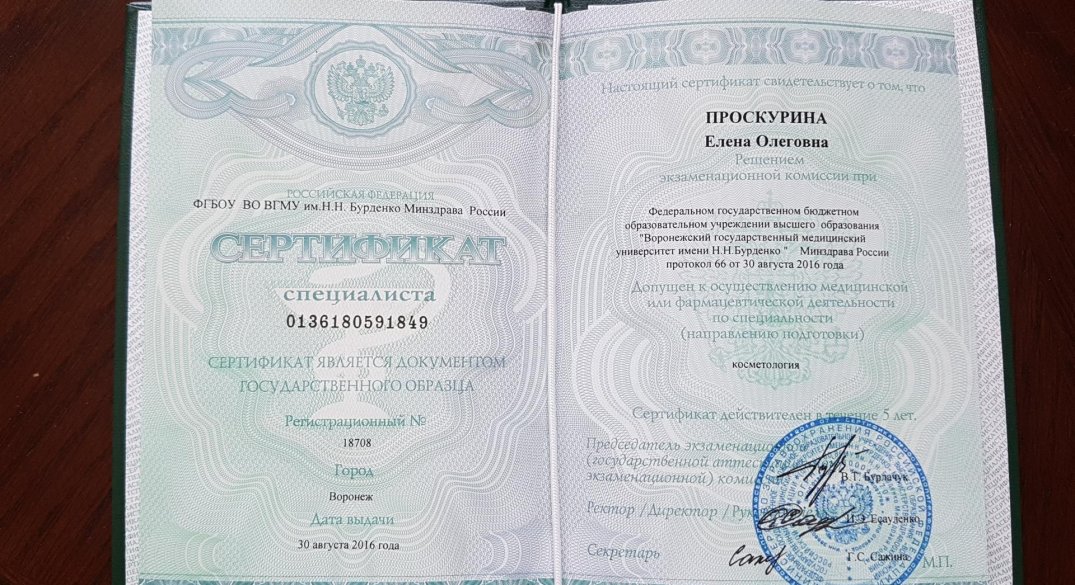 РОССИЙСКАЯ ФЕДЕРАЦИЯ
ФГБОУ ВО ВГМУ им.Н.Н. Бурденко Минздрава России
СЕРТИФИКАТ
специалиста
0136180591849
СЕРТИФИКАТ ЯВЛЯЕТСЯ ДОКУМЕНТОМ
ГОСУДАРСТВЕННОГО ОБРАЗЦА
Регистрационный №
18708
Город
Воронеж
Дата выдачи
30 августа 2016 года
Настоящий сертификат свидетельствует о том, что
ПРОСКУРИНА
Елена Олеговна
Решением
экзаменационной комиссии при
Федеральном государственном бюджетном
образовательном учреждении высшего образования
"Воронежский государственный медицинский
университет имени Н.Н.Бурденко " Минздрава России
протокол 66 от 30 августа 2016 года
Допущен к осуществлению медицинской
или фармацевтической деятельности
по специальности
(направлению подготовки)
косметология
Сертификат действителен в течение 5 лет.
Председатель экзаменационной
(государственной
экзаменационной) комиссии
В.Т. Бурлачук
Ректор /Директор /
И.Э. Есауленко
Секретарь
Г.С. Сажина
М.П.